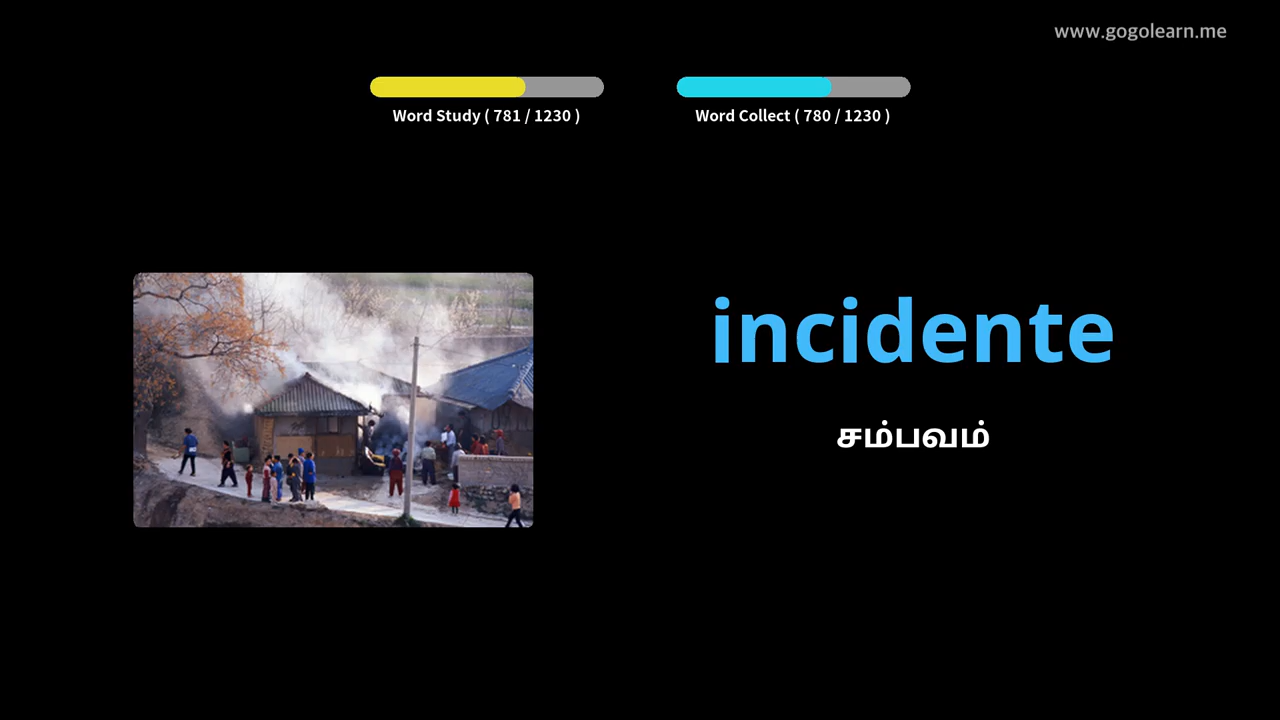 www.gogolearn.me
Word Study ( 781 / 1230 )
Word Collect ( 780 / 1230 )
incidente
சம்பவம்